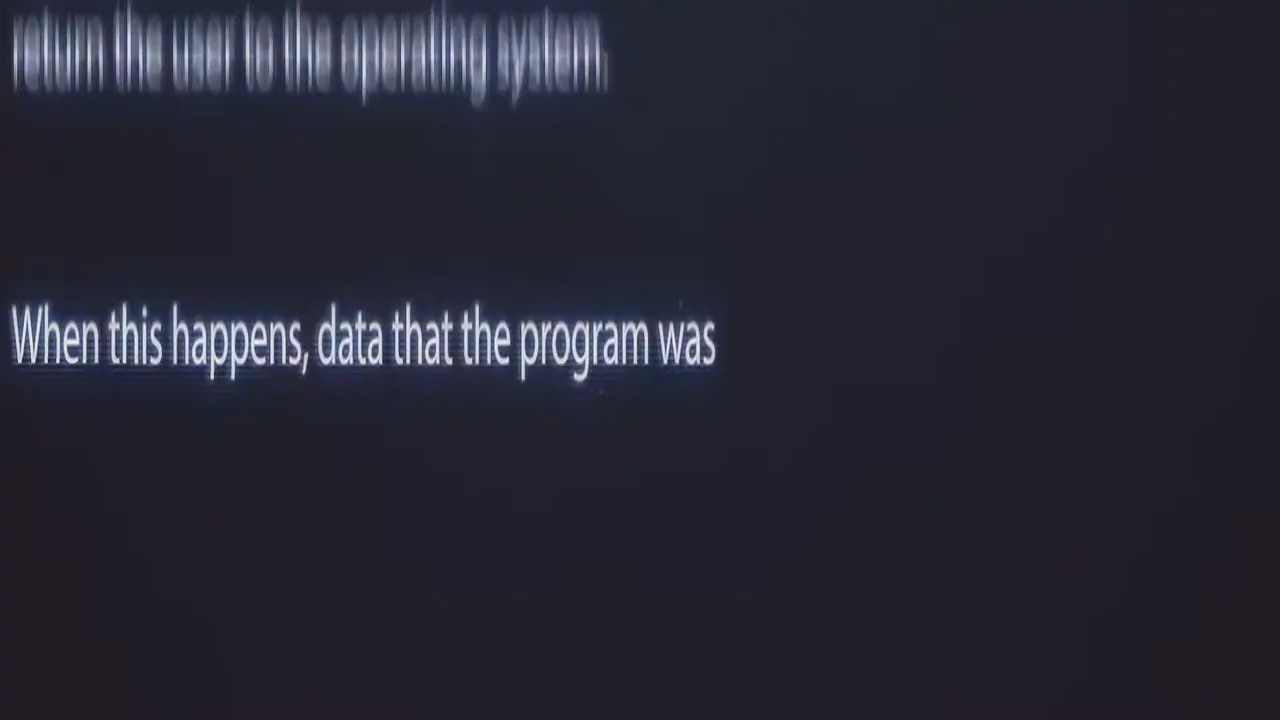 return the user to the operating system.
When this happens, data that the program was